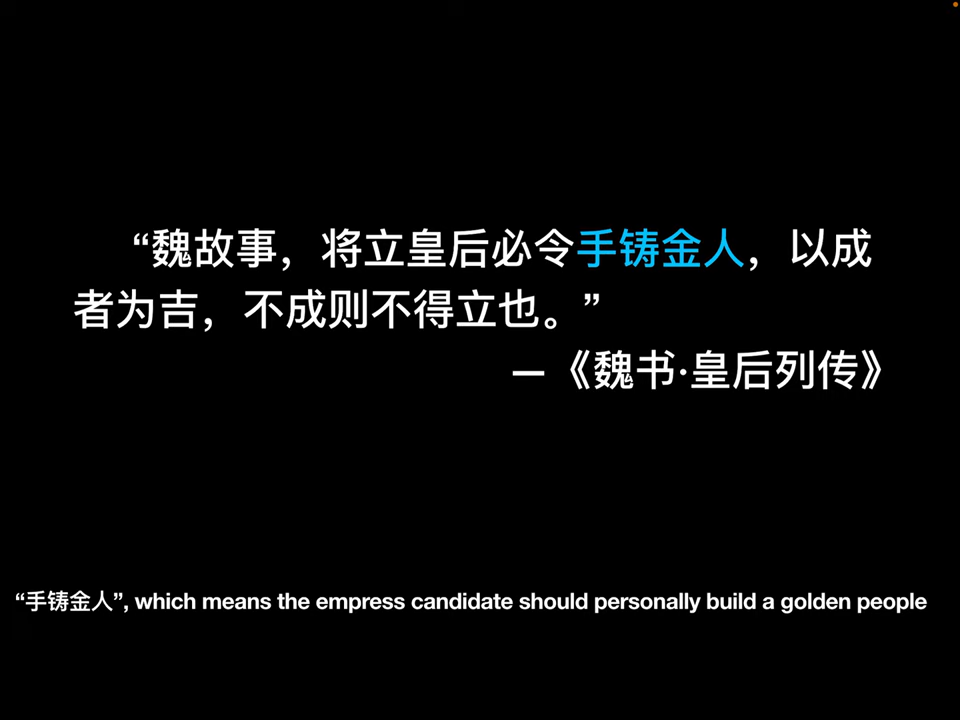 “魏故事，将立皇后必令手铸金人，以成
者为吉，不成则不得立也。”
—《魏书·皇后列传》
“手铸金人”, which means the empress candidate should personally build a golden people